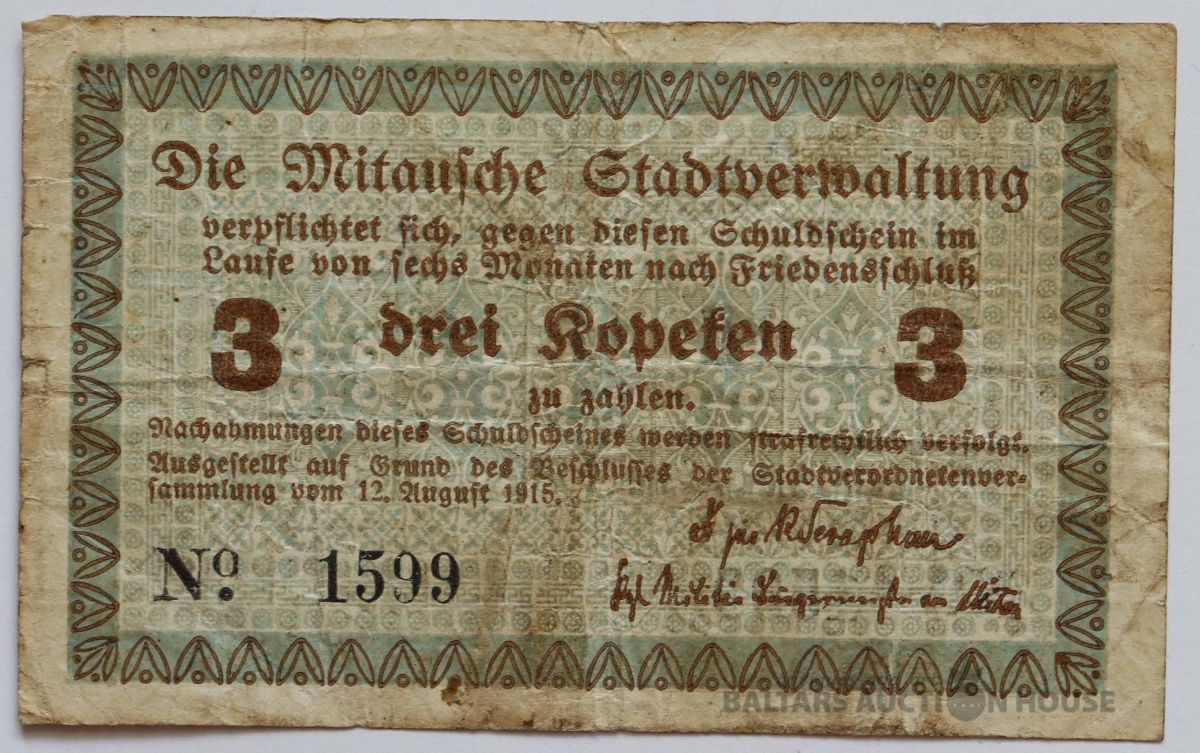 Die Mitausche Stadtverwaltung
verpflichtet sich, gegen diesen Schuldschein im
Laufe von sechs Monaten nach Friedensschluß
3 drei Kopeken 3
zu zahlen.
Nachahmungen dieses Schuldscheines werden strafrechtlich verfolgt.
Ausgestellt auf Grund des Beschlusses der Stadtverordnetenver-
sammlung vom 12. August 1915.
No. 1599
BALTARS AUCTION HOUSE